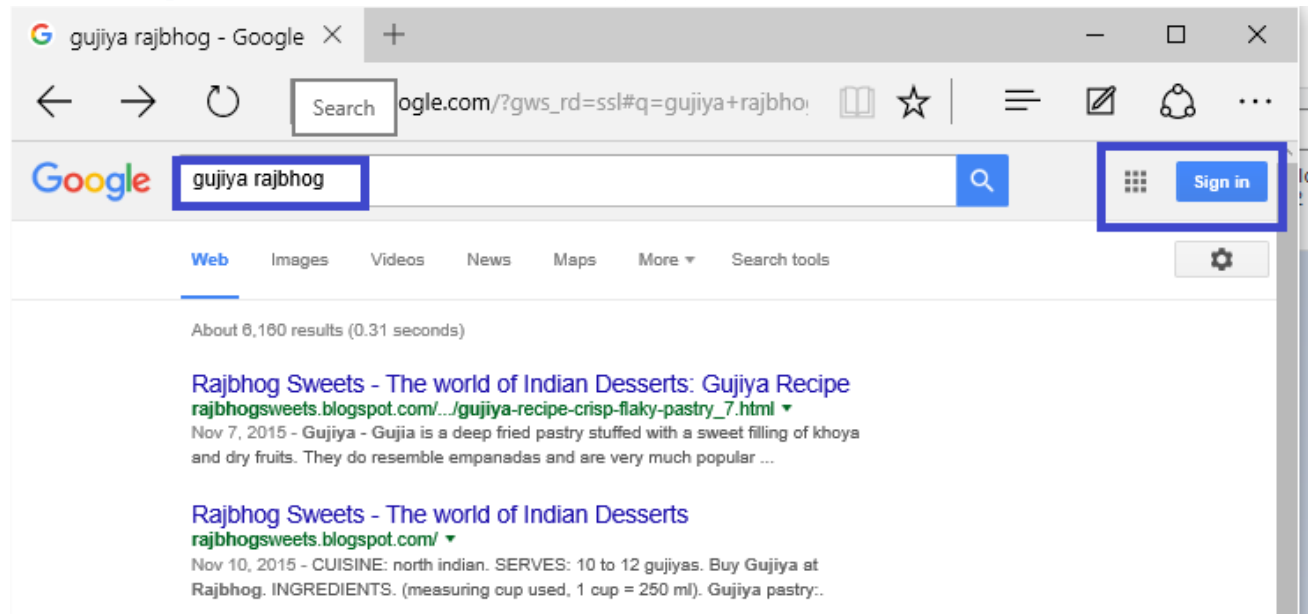 gujiya rajbhog - Google
Search ogle.com/?gws_rd=ssl#q=gujiya+rajbho
Google gujiya rajbhog Sign in
Web Images Videos News Maps More Search tools
About 6,160 results (0.31 seconds)
Rajbhog Sweets - The world of Indian Desserts: Gujiya Recipe
rajbhogsweets.blogspot.com/.../gujiya-recipe-crisp-flaky-pastry_7.html
Nov 7, 2015 - Gujiya - Gujia is a deep fried pastry stuffed with a sweet filling of khoya
and dry fruits. They do resemble empanadas and are very much popular ...
Rajbhog Sweets - The world of Indian Desserts
rajbhogsweets.blogspot.com/
Nov 10, 2015 - CUISINE: north indian. SERVES: 10 to 12 gujiyas. Buy Gujiya at
Rajbhog. INGREDIENTS. (measuring cup used, 1 cup = 250 ml). Gujiya pastry:.